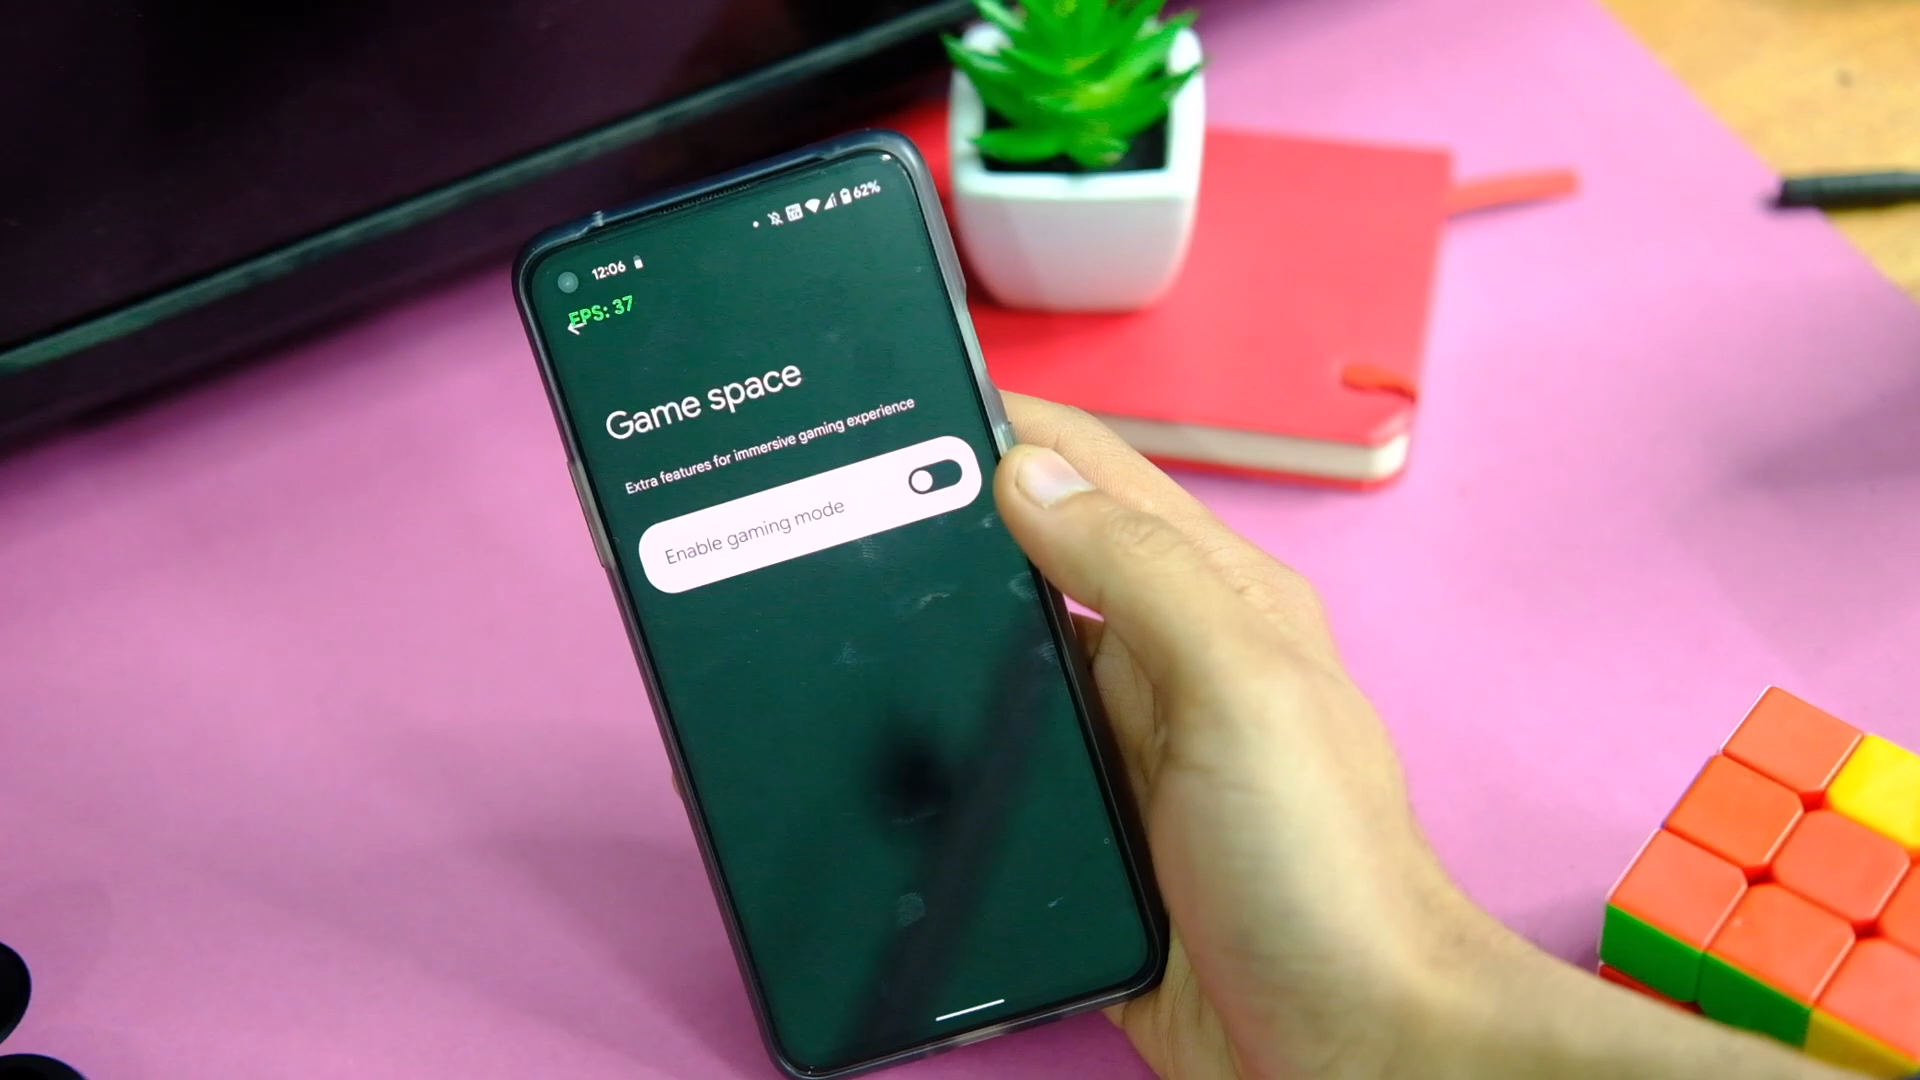 12:06
62%
FPS: 37
Game space
Extra features for immersive gaming experience
Enable gaming mode